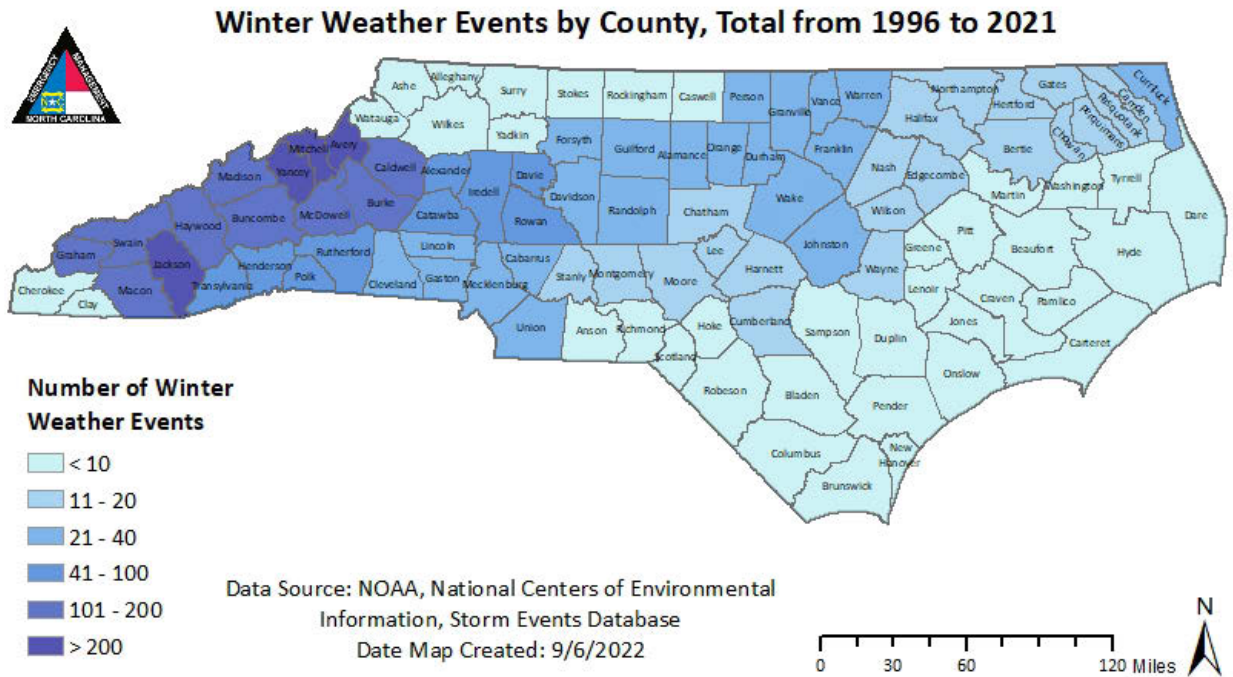 Winter Weather Events by County, Total from 1996 to 2021
EMERGENCY
MANAGEMENT
NORTH CAROLINA
Ashe
Alleghany
Surry
Stokes
Rockingham
Caswell
Person
Granville
Vance
Warren
Northampton
Gates
Currituck
Camden
Pasquotank
Perquimans
Chowan
Hertford
Halifax
Bertie
Watauga
Wilkes
Yadkin
Forsyth
Guilford
Alamance
Orange
Durham
Franklin
Nash
Edgecombe
Martin
Washington
Tyrrell
Dare
Mitchell
Avery
Yancey
Madison
Caldwell
Alexander
Iredell
Davie
Davidson
Randolph
Chatham
Wake
Wilson
Pitt
Beaufort
Hyde
Haywood
Buncombe
McDowell
Burke
Catawba
Rowan
Johnston
Greene
Swain
Graham
Jackson
Macon
Henderson
Transylvania
Polk
Rutherford
Cleveland
Lincoln
Gaston
Mecklenburg
Cabarrus
Stanly
Montgomery
Moore
Lee
Harnett
Wayne
Lenoir
Craven
Pamlico
Jones
Carteret
Cherokee
Clay
Union
Anson
Richmond
Scotland
Hoke
Cumberland
Sampson
Duplin
Onslow
Robeson
Bladen
Pender
Columbus
New
Hanover
Brunswick
Number of Winter
Weather Events
< 10
11 - 20
21 - 40
41 - 100
101 - 200
> 200
Data Source: NOAA, National Centers of Environmental
Information, Storm Events Database
Date Map Created: 9/6/2022
N
0 30 60 120 Miles